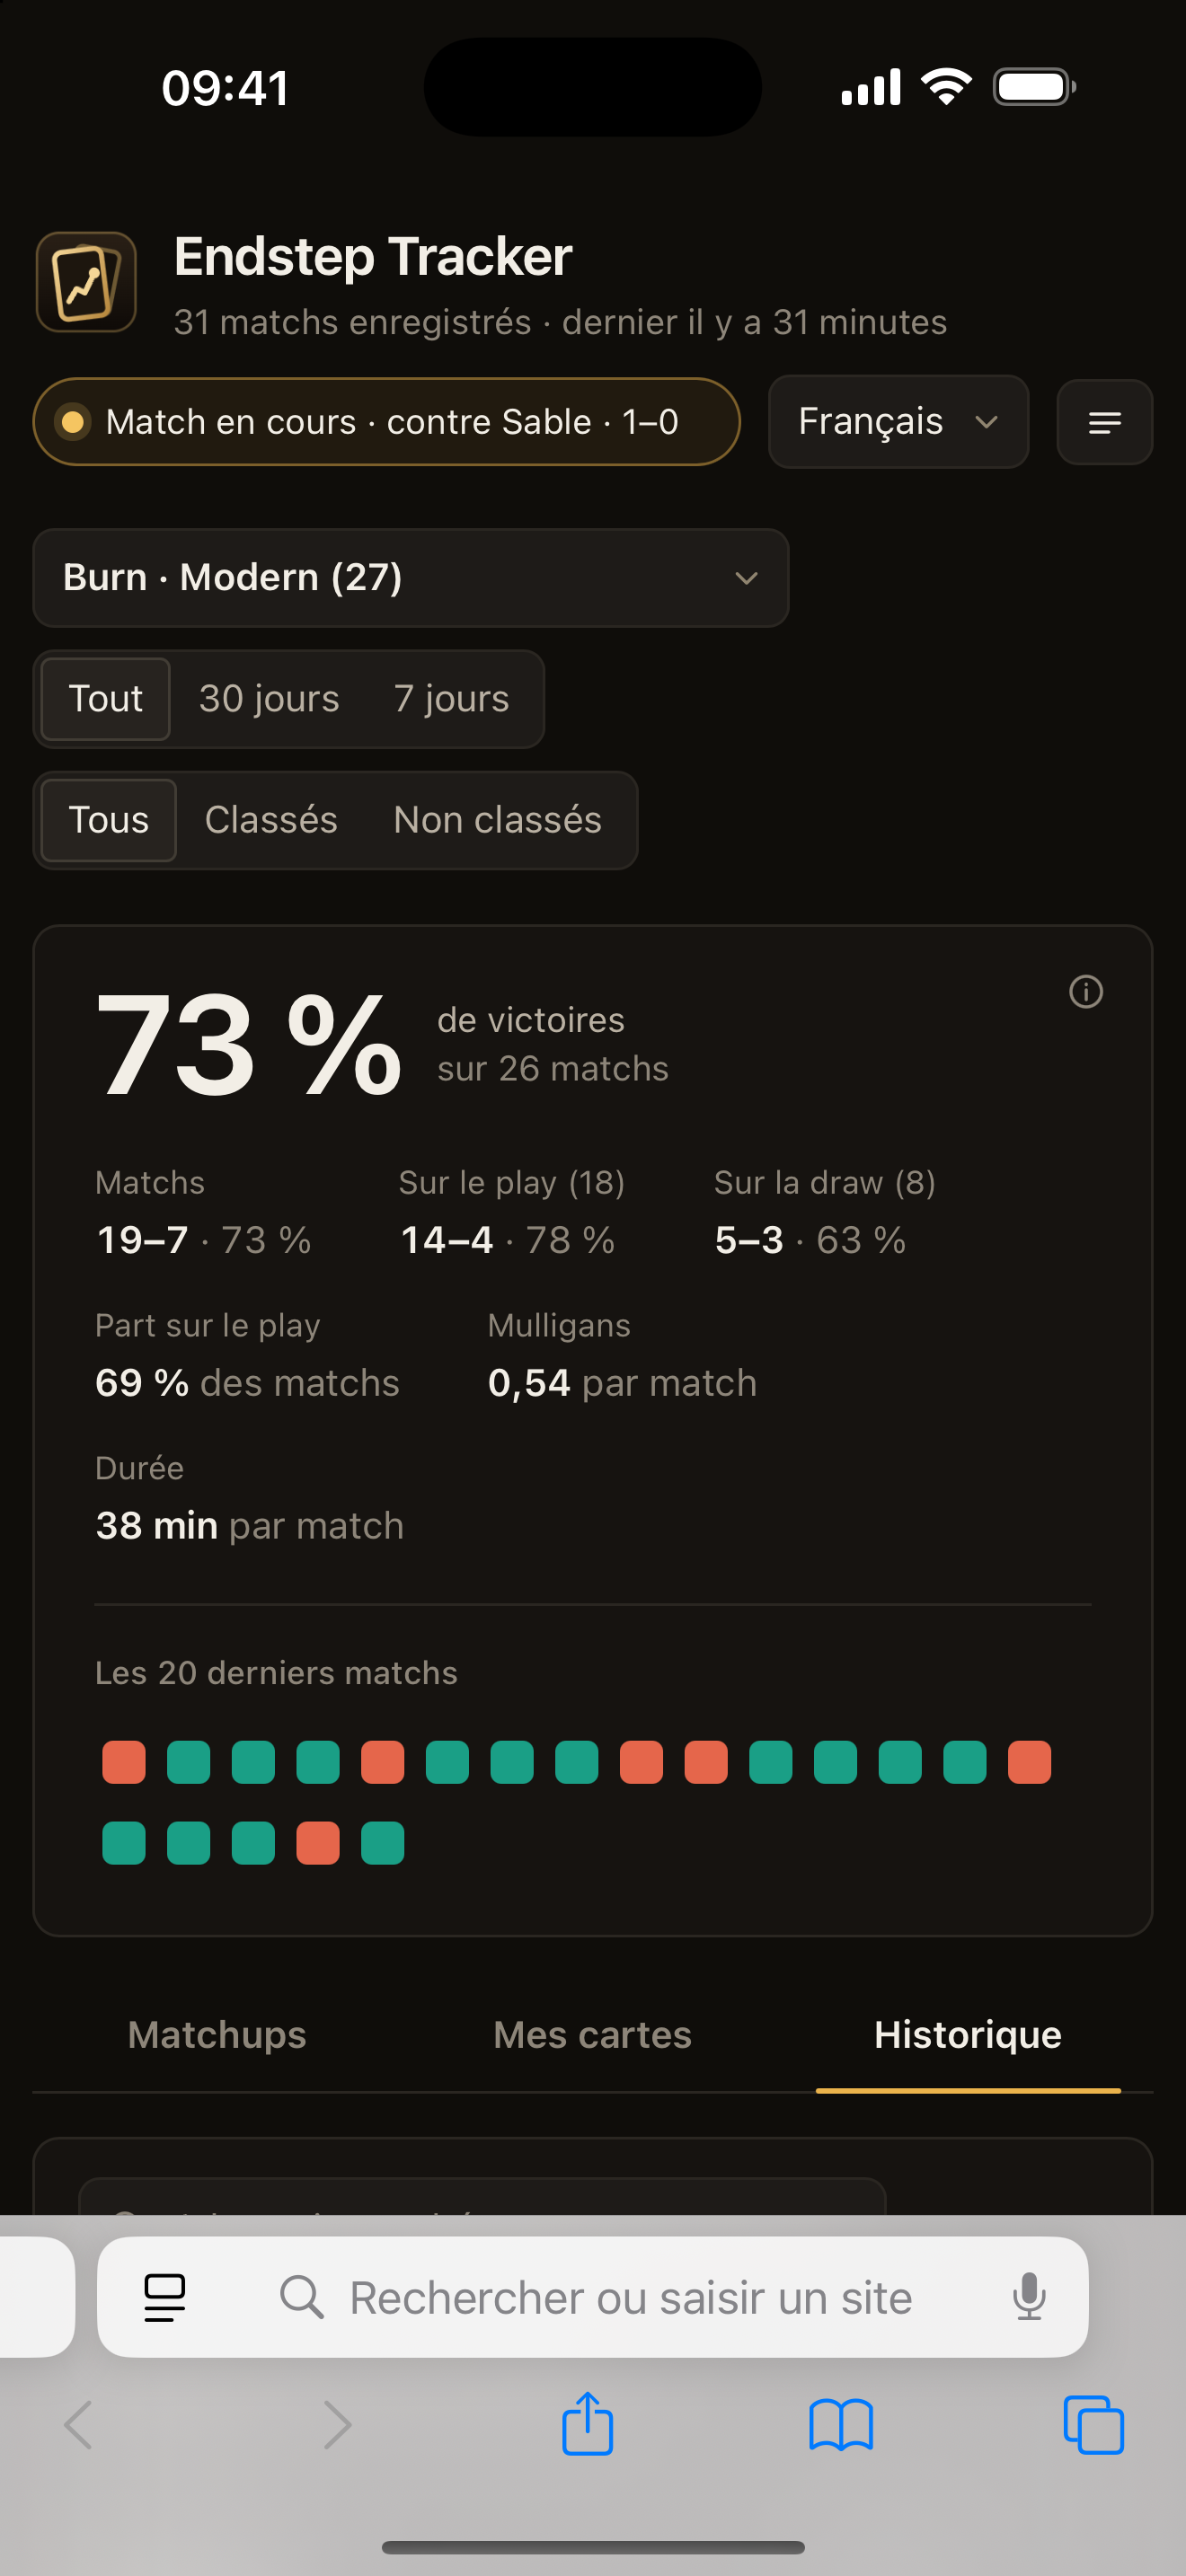 09:41
Endstep Tracker
31 matchs enregistrés · dernier il y a 31 minutes
Match en cours · contre Sable · 1–0
Français
Burn · Modern (27)
Tout 30 jours 7 jours
Tous Classés Non classés
73 %
de victoires
sur 26 matchs
Matchs Sur le play (18) Sur la draw (8)
19–7 · 73 % 14–4 · 78 % 5–3 · 63 %
Part sur le play Mulligans
69 % des matchs 0,54 par match
Durée
38 min par match
Les 20 derniers matchs
Matchups Mes cartes Historique
Rechercher ou saisir un site